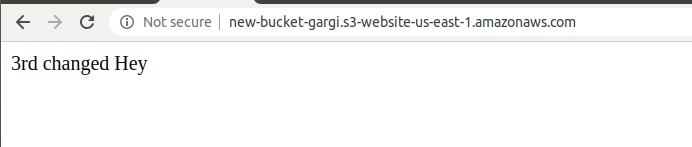 Not secure | new-bucket-gargi.s3-website-us-east-1.amazonaws.com
3rd changed Hey